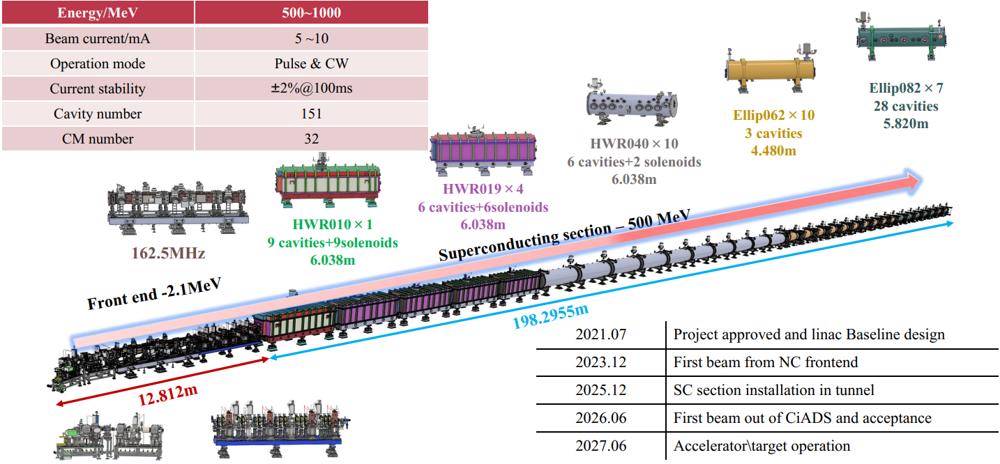 Energy/MeV 500~1000
Beam current/mA 5 ~10
Operation mode Pulse & CW
Current stability ±2%@100ms
Cavity number 151
CM number 32
162.5MHz
HWR010 × 1
9 cavities+9solenoids
6.038m
HWR019 × 4
6 cavities+6solenoids
6.038m
HWR040 × 10
6 cavities+2 solenoids
6.038m
Ellip062 × 10
3 cavities
4.480m
Ellip082 × 7
28 cavities
5.820m
Front end -2.1MeV
Superconducting section – 500 MeV
12.812m
198.2955m
2021.07 Project approved and linac Baseline design
2023.12 First beam from NC frontend
2025.12 SC section installation in tunnel
2026.06 First beam out of CiADS and acceptance
2027.06 Accelerator\target operation